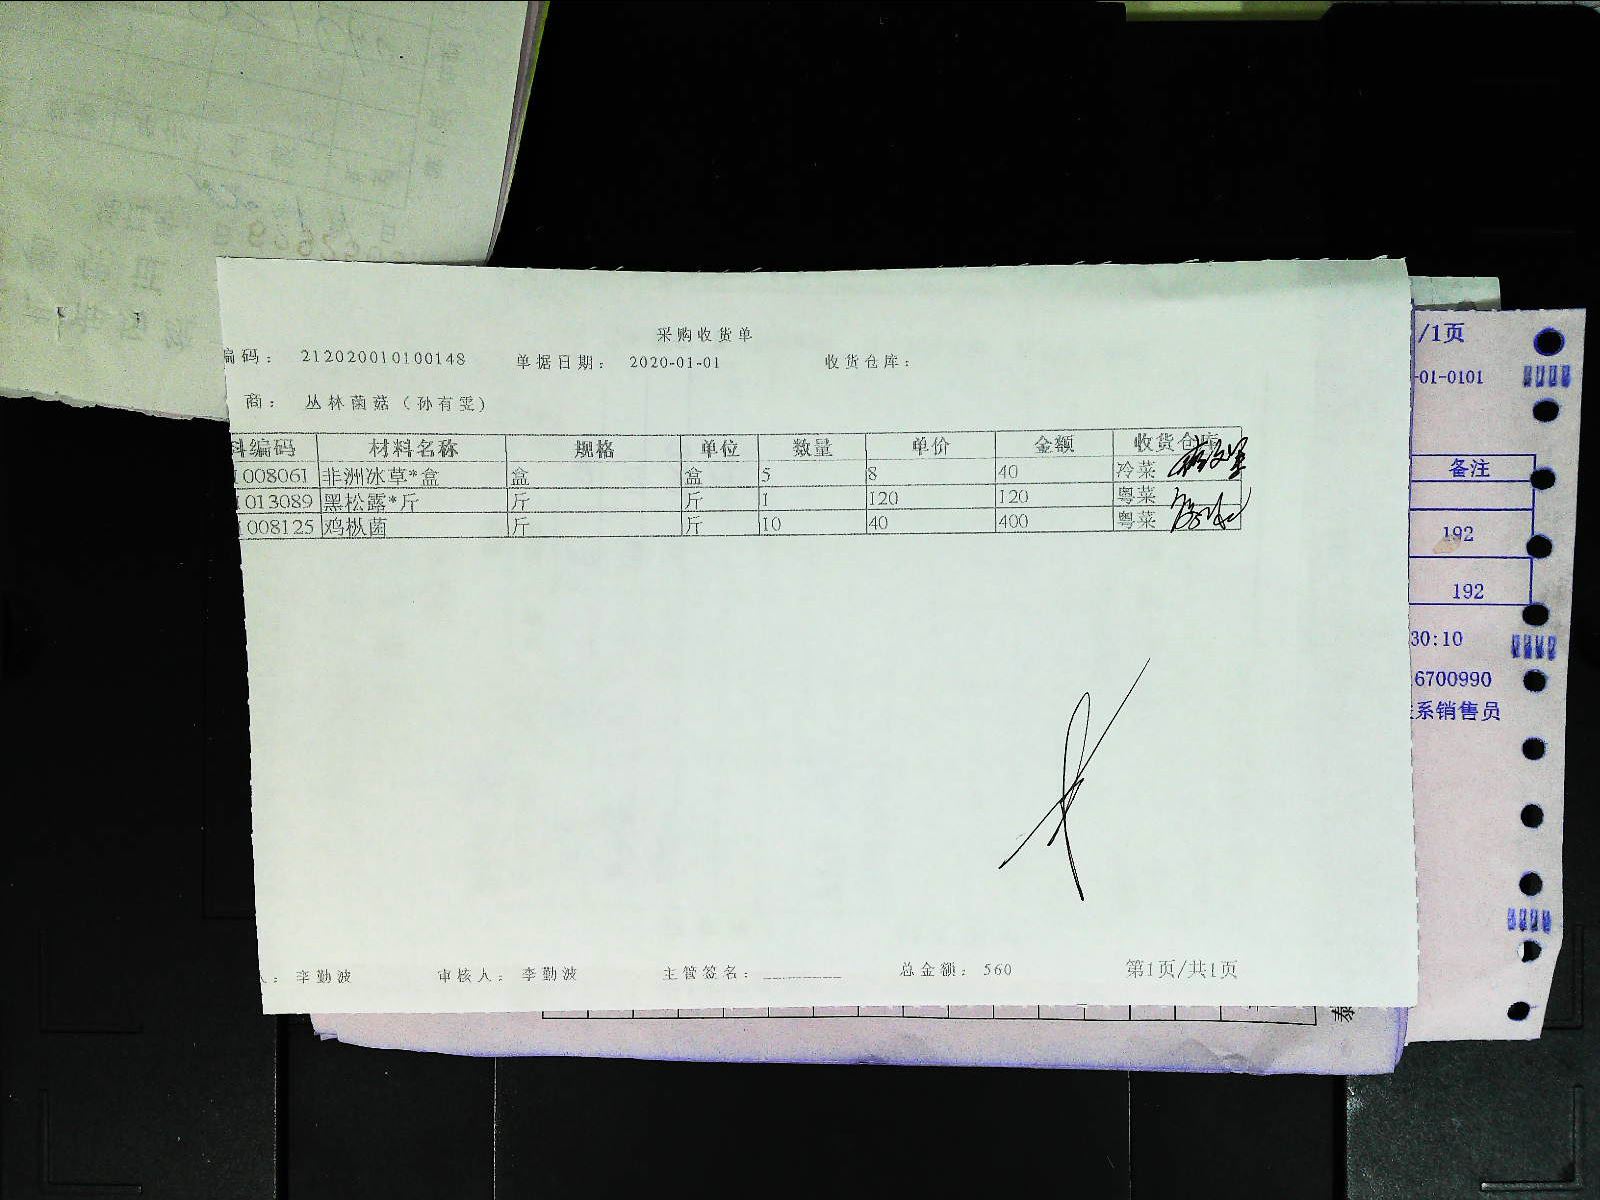 采购收货单
编码: 212020010100148 单据日期: 2020-01-01 收货仓库:
商: 丛林菌菇(孙有雯)
料编码 材料名称 规格 单位 数量 单价 金额 收货仓库
1008061 非洲冰草*盒 盒 盒 5 8 40 冷菜
1013089 黑松露*斤 斤 斤 1 120 120 粤菜
1008125 鸡枞菌 斤 斤 10 40 400 粤菜
人: 李勤波 审核人: 李勤波 主管签名: 总金额: 560 第1页/共1页
/1页
-01-0101
备注
192
192
30:10
6700990
系销售员